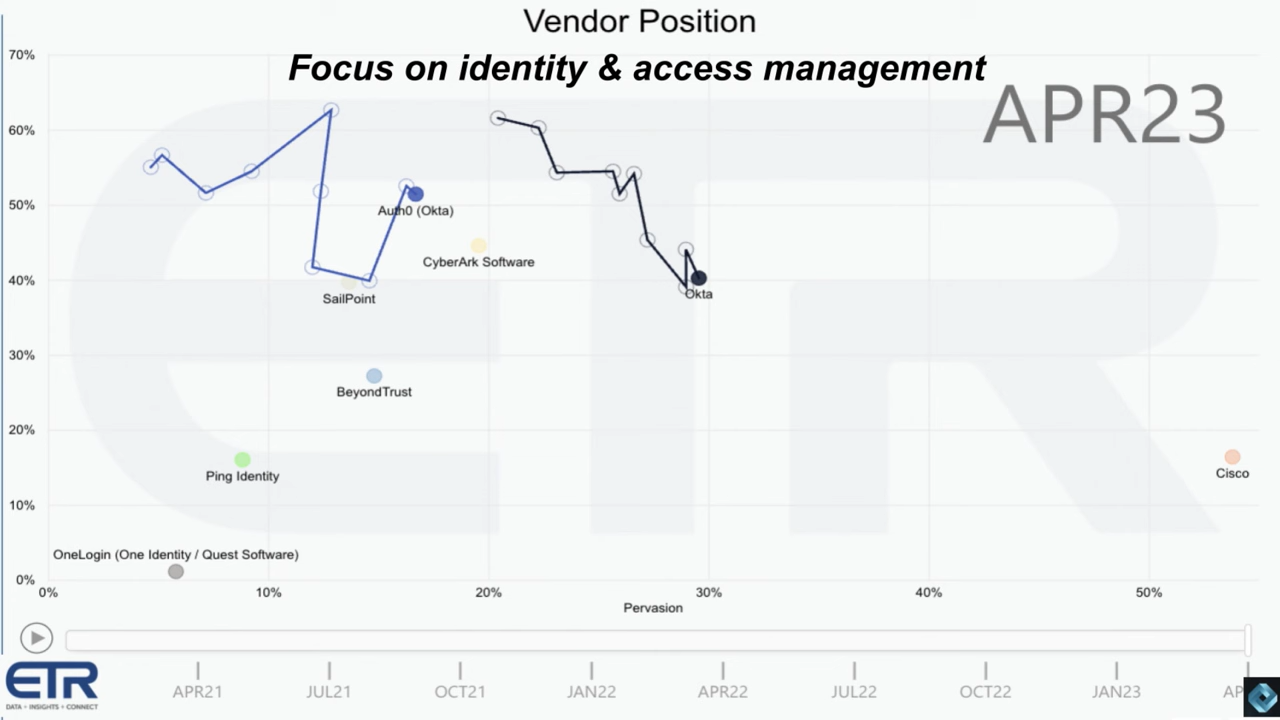 Vendor Position
Focus on identity & access management
APR23
70%
60%
50%
40%
30%
20%
10%
0%
Auth0 (Okta)
CyberArk Software
SailPoint
Okta
BeyondTrust
Ping Identity
Cisco
OneLogin (One Identity / Quest Software)
0% 10% 20% 30% 40% 50%
Pervasion
ETR
DATA + INSIGHTS + CONNECT
APR21 JUL21 OCT21 JAN22 APR22 JUL22 OCT22 JAN23 AP
ETR